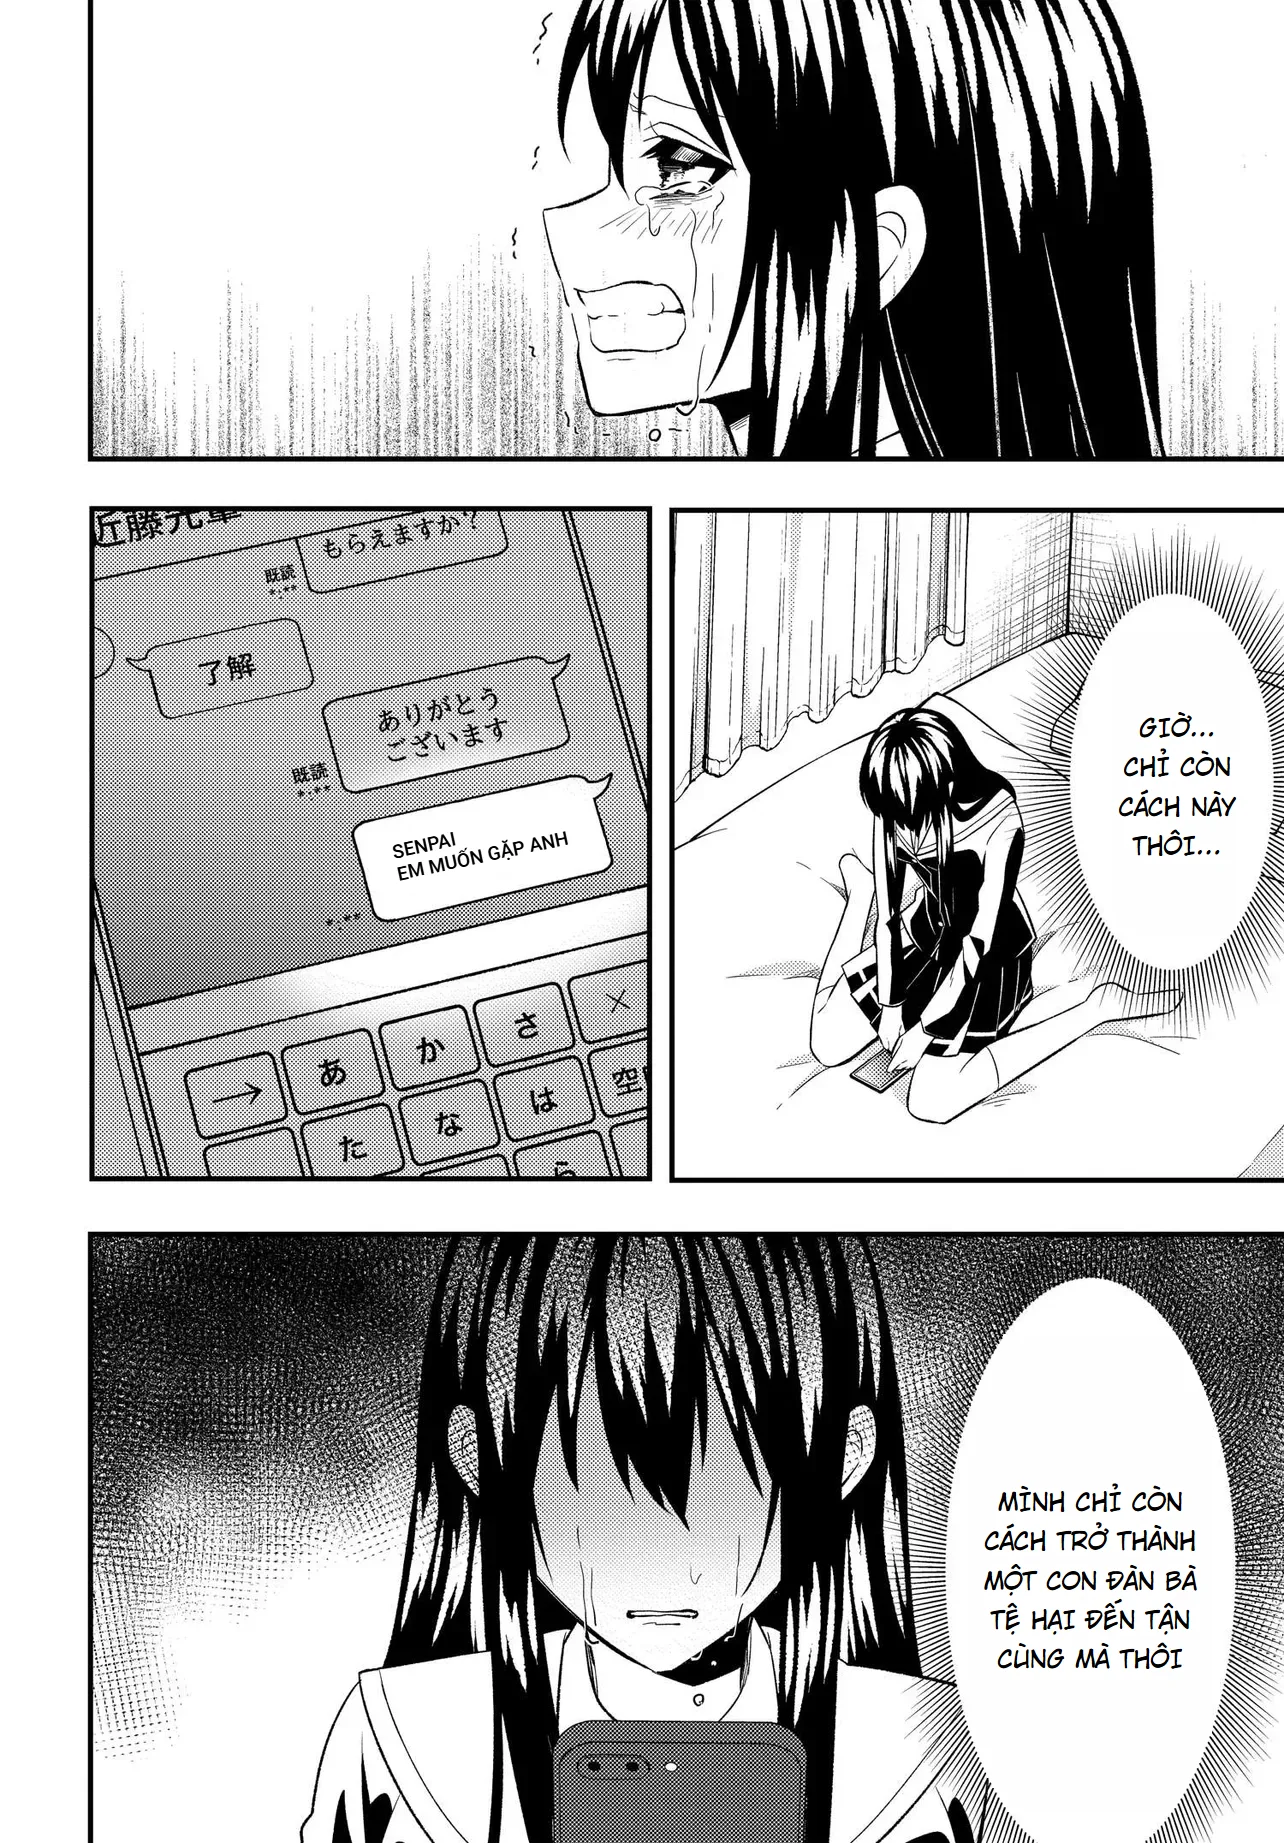 GIỜ...
CHỈ CÒN
CÁCH NÀY
THÔI...
近藤先輩
もらえますか?
既読
*:**
了解
ありがとう
ございます
既読
*:**
SENPAI
EM MUỐN GẶP ANH
*:**
→ あ か さ ×
た な は
ら
MÌNH CHỈ CÒN
CÁCH TRỞ THÀNH
MỘT CON ĐÀN BÀ
TỆ HẠI ĐẾN TẬN
CÙNG MÀ THÔI